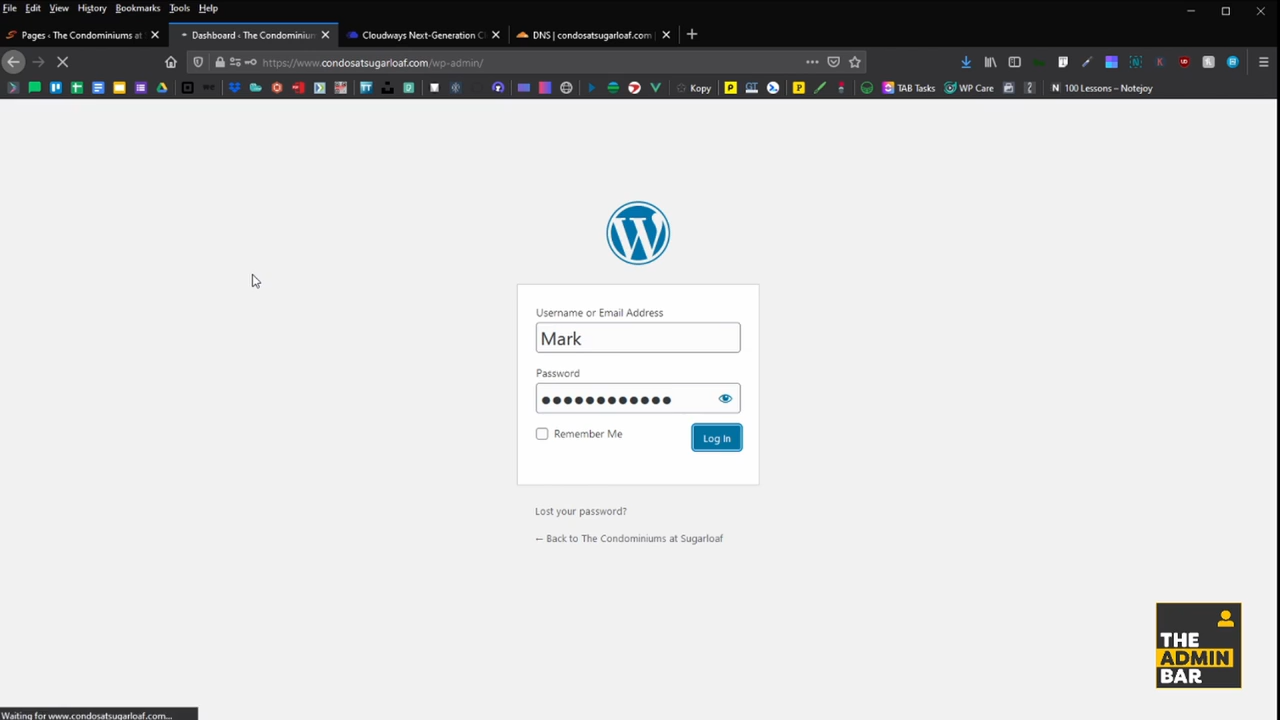 File Edit View History Bookmarks Tools Help
Pages ‹ The Condominiums at S
Dashboard ‹ The Condominium
Cloudways Next-Generation C
DNS | condosatsugarloaf.com |
https://www.condosatsugarloaf.com/wp-admin/
Kopy
TAB Tasks
WP Care
100 Lessons – Notejoy
Username or Email Address
Mark
Password
Remember Me
Log In
Lost your password?
← Back to The Condominiums at Sugarloaf
THE
ADMIN
BAR
Waiting for www.condosatsugarloaf.com...